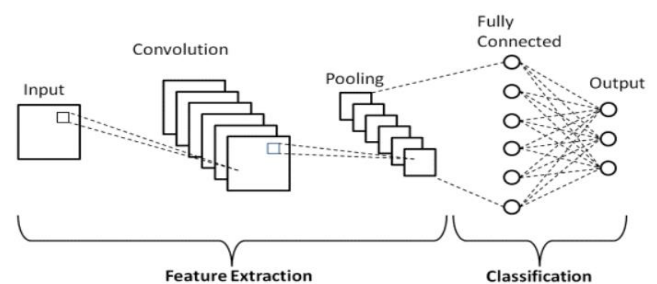 Input
Convolution
Pooling
Fully
Connected
Output
Feature Extraction
Classification